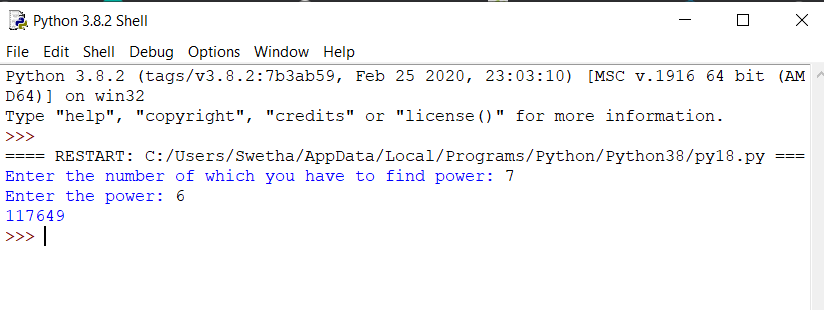 Python 3.8.2 Shell
File Edit Shell Debug Options Window Help
Python 3.8.2 (tags/v3.8.2:7b3ab59, Feb 25 2020, 23:03:10) [MSC v.1916 64 bit (AM
D64)] on win32
Type "help", "copyright", "credits" or "license()" for more information.
>>>
==== RESTART: C:/Users/Swetha/AppData/Local/Programs/Python/Python38/py18.py ===
Enter the number of which you have to find power: 7
Enter the power: 6
117649
>>>